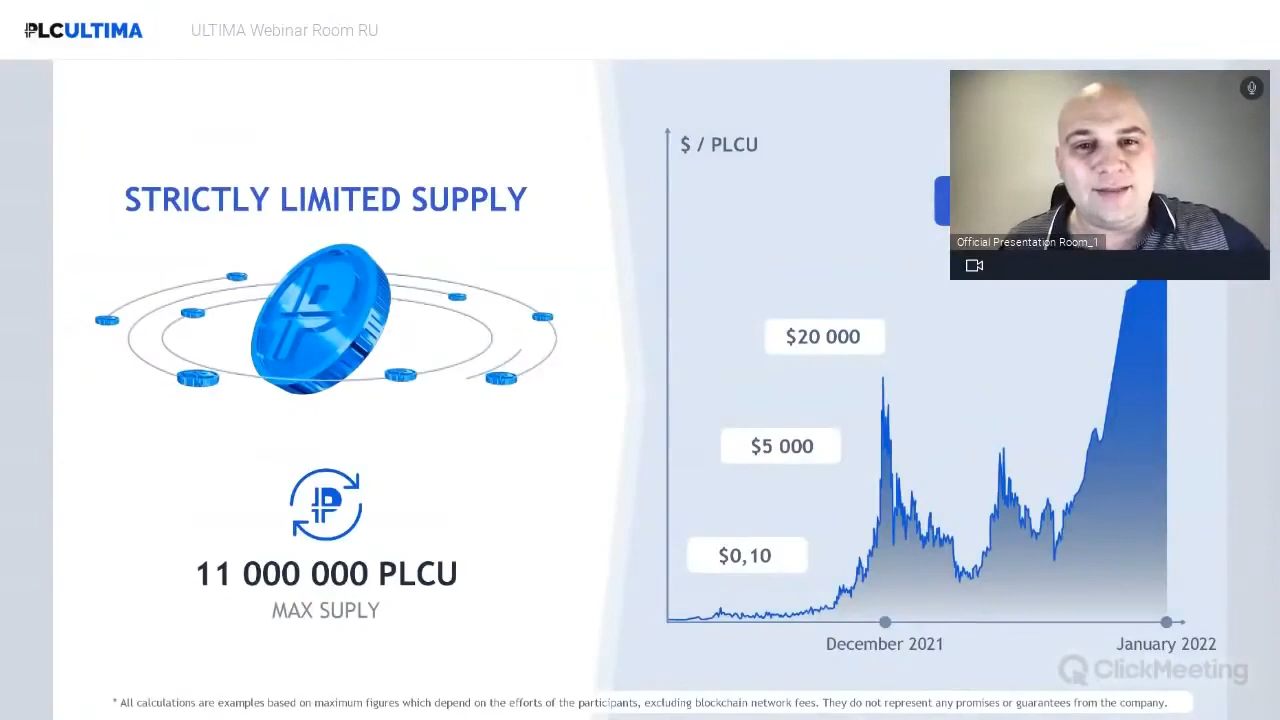 PLCULTIMA
ULTIMA Webinar Room RU
$ / PLCU
STRICTLY LIMITED SUPPLY
Official Presentation Room_1
$20 000
$5 000
$0,10
11 000 000 PLCU
MAX SUPLY
December 2021
January 2022
ClickMeeting
* All calculations are examples based on maximum figures which depend on the efforts of the participants, excluding blockchain network fees. They do not represent any promises or guarantees from the company.